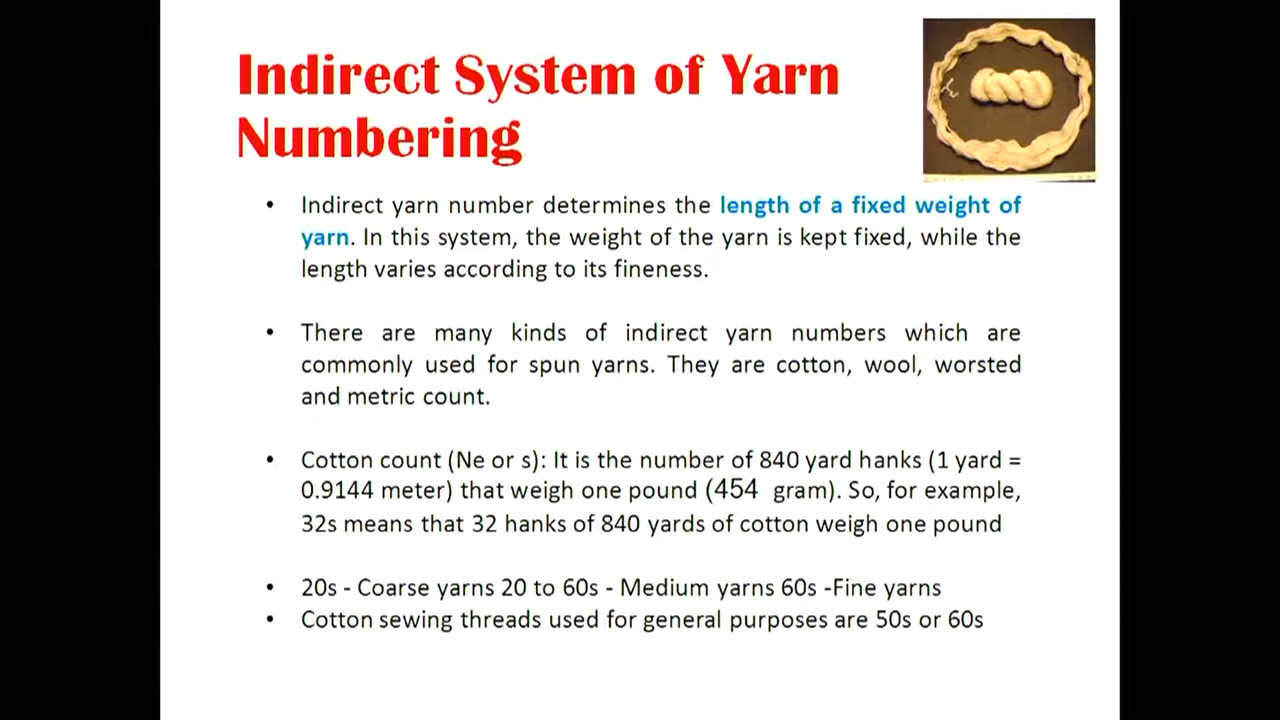 Indirect System of Yarn
Numbering
• Indirect yarn number determines the length of a fixed weight of
yarn. In this system, the weight of the yarn is kept fixed, while the
length varies according to its fineness.
• There are many kinds of indirect yarn numbers which are
commonly used for spun yarns. They are cotton, wool, worsted
and metric count.
• Cotton count (Ne or s): It is the number of 840 yard hanks (1 yard =
0.9144 meter) that weigh one pound (454 gram). So, for example,
32s means that 32 hanks of 840 yards of cotton weigh one pound
• 20s - Coarse yarns 20 to 60s - Medium yarns 60s -Fine yarns
• Cotton sewing threads used for general purposes are 50s or 60s